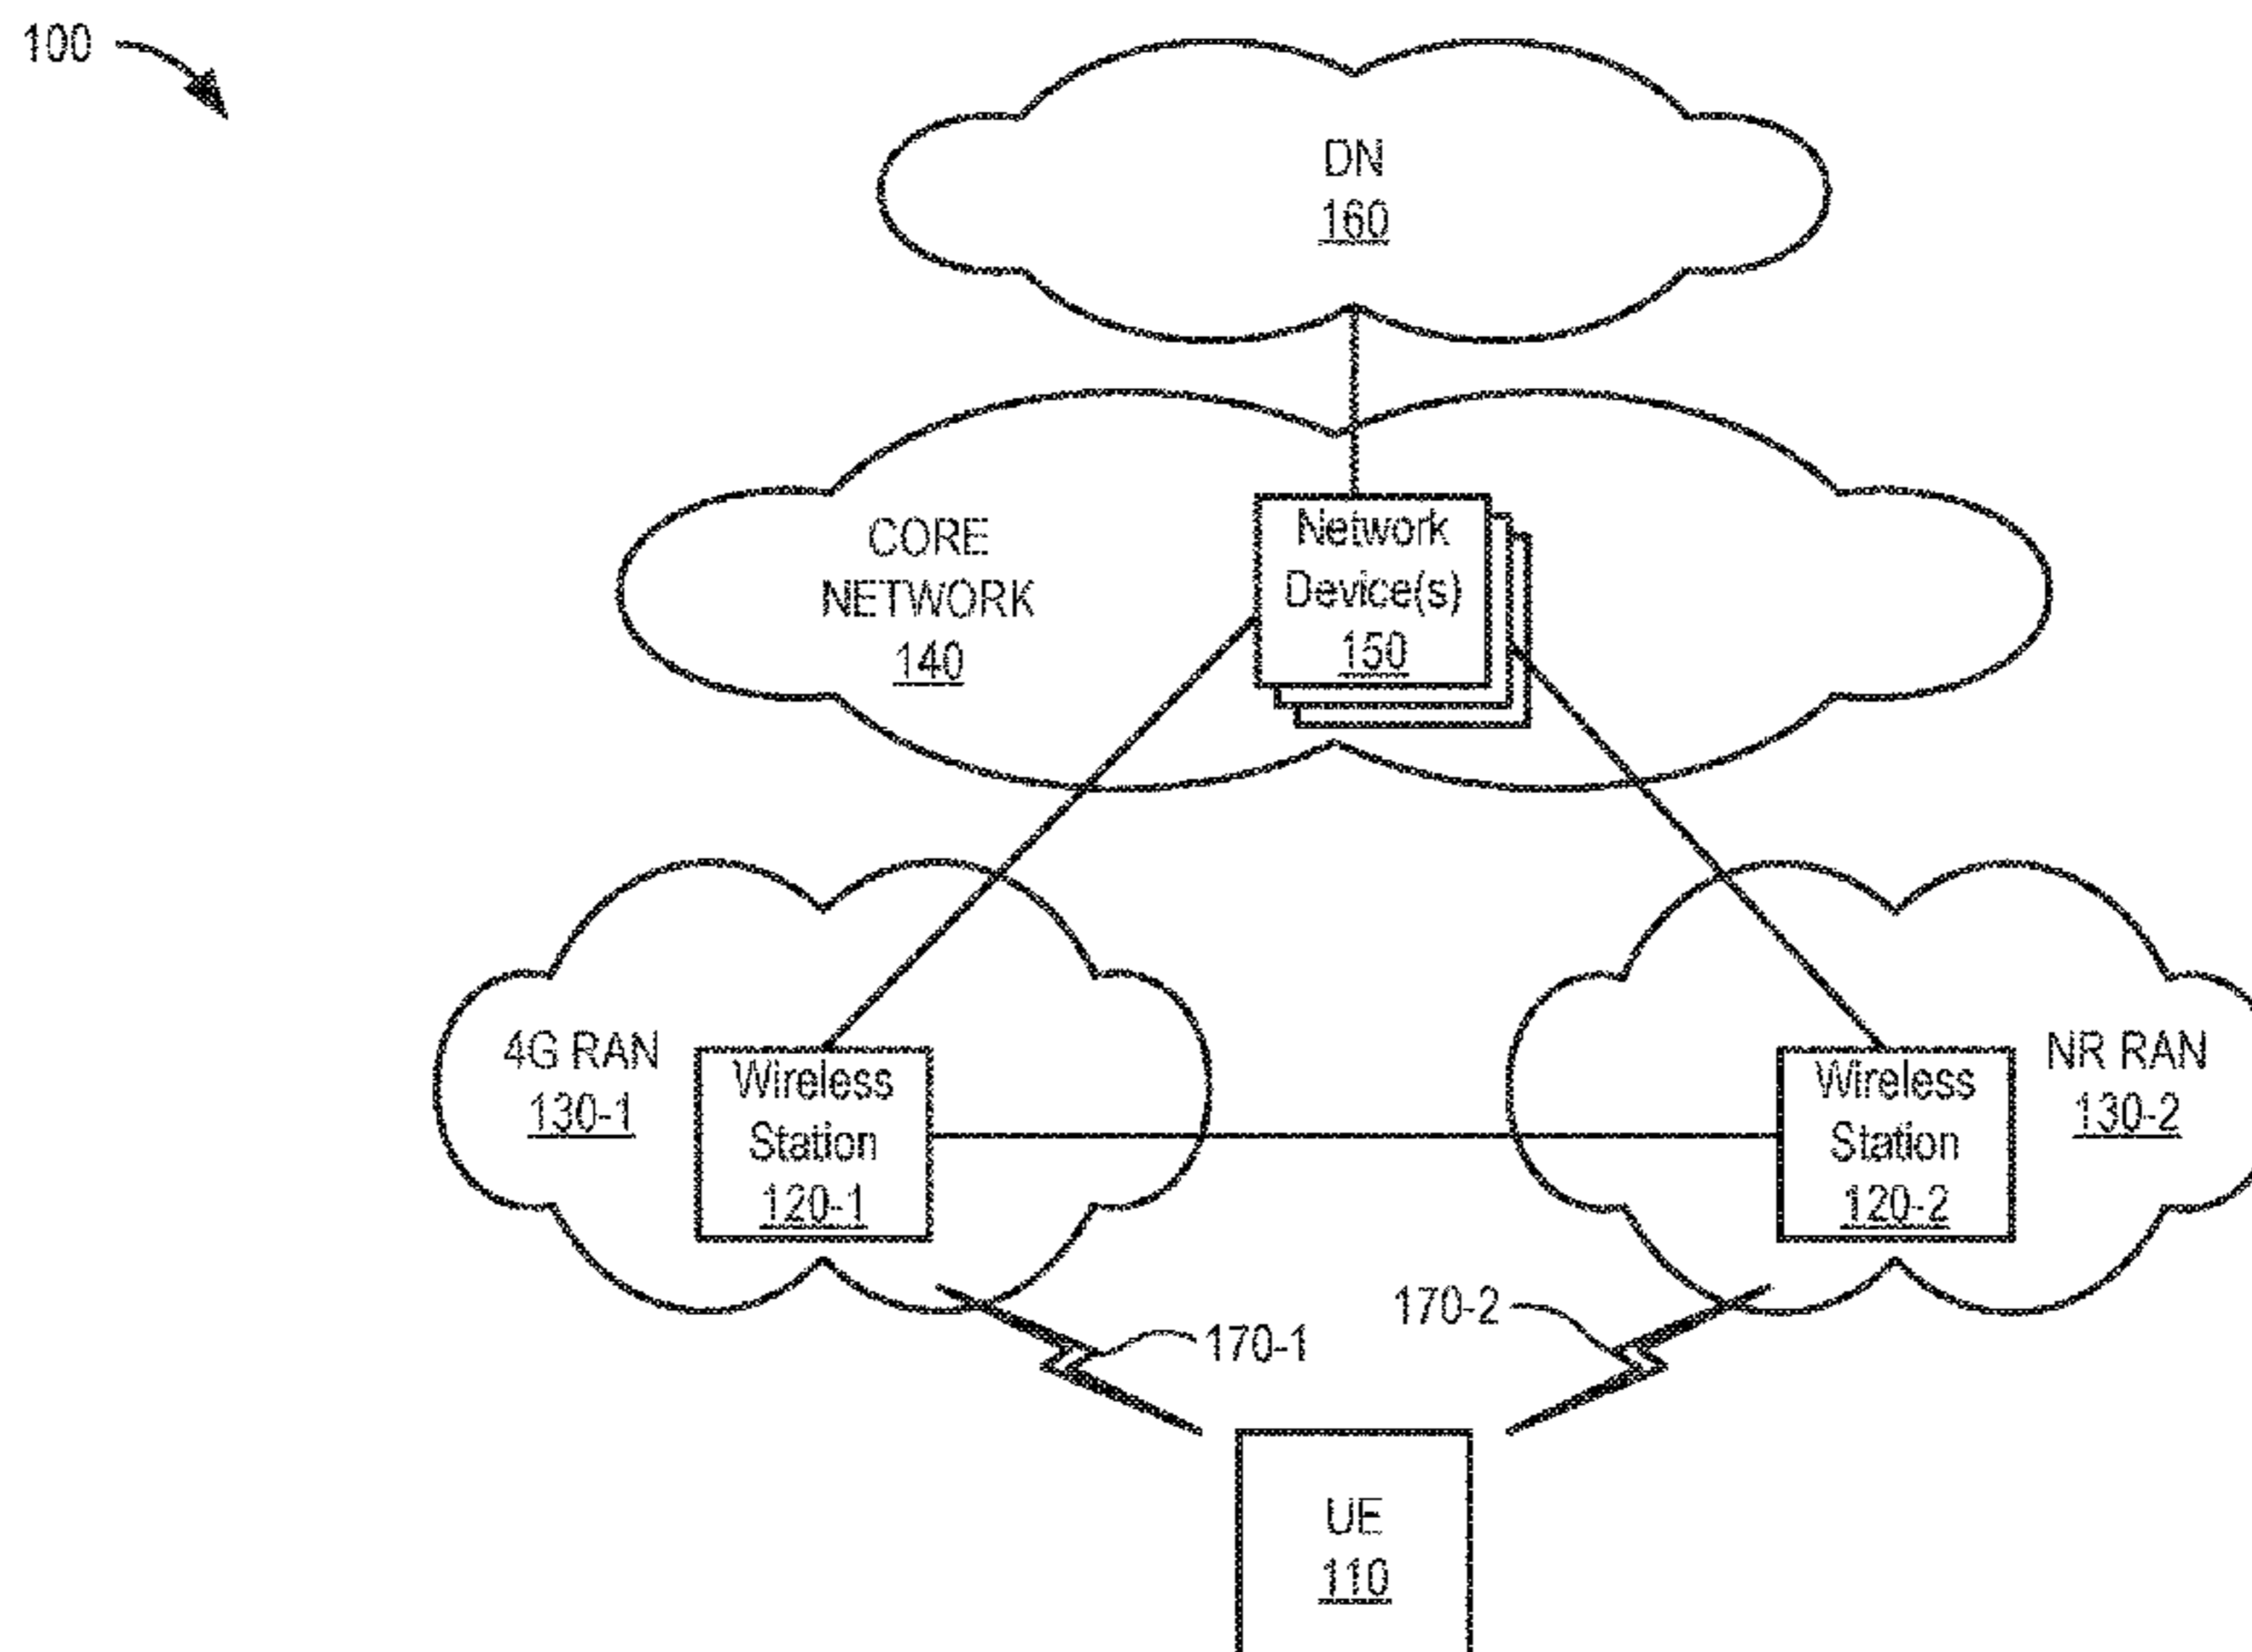 100
DN
160
CORE
NETWORK
140
Network
Device(s)
150
4G RAN
130-1
Wireless
Station
120-1
Wireless
Station
120-2
NR RAN
130-2
170-1
170-2
UE
110